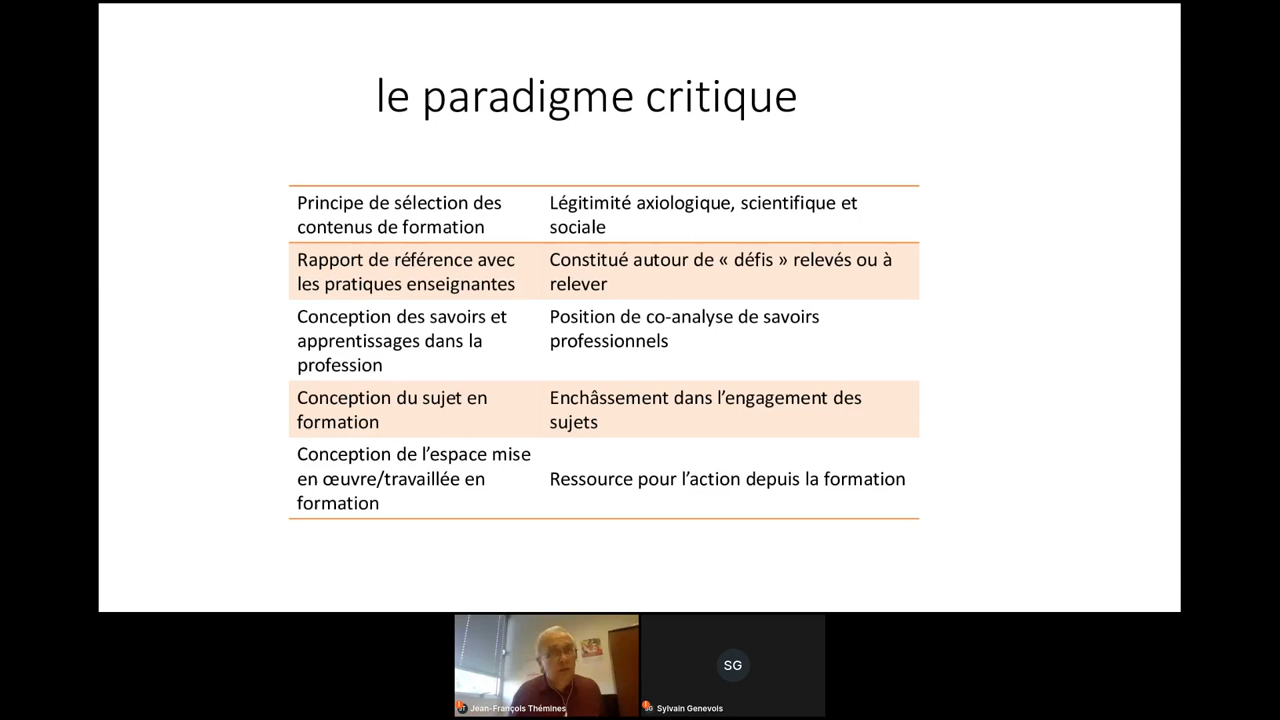 le paradigme critique
Principe de sélection des
contenus de formation
Légitimité axiologique, scientifique et
sociale
Rapport de référence avec
les pratiques enseignantes
Constitué autour de « défis » relevés ou à
relever
Conception des savoirs et
apprentissages dans la
profession
Position de co-analyse de savoirs
professionnels
Conception du sujet en
formation
Enchâssement dans l’engagement des
sujets
Conception de l’espace mise
en œuvre/travaillée en
formation
Ressource pour l’action depuis la formation
SG
Jean-François Thémines
SG Sylvain Genevois